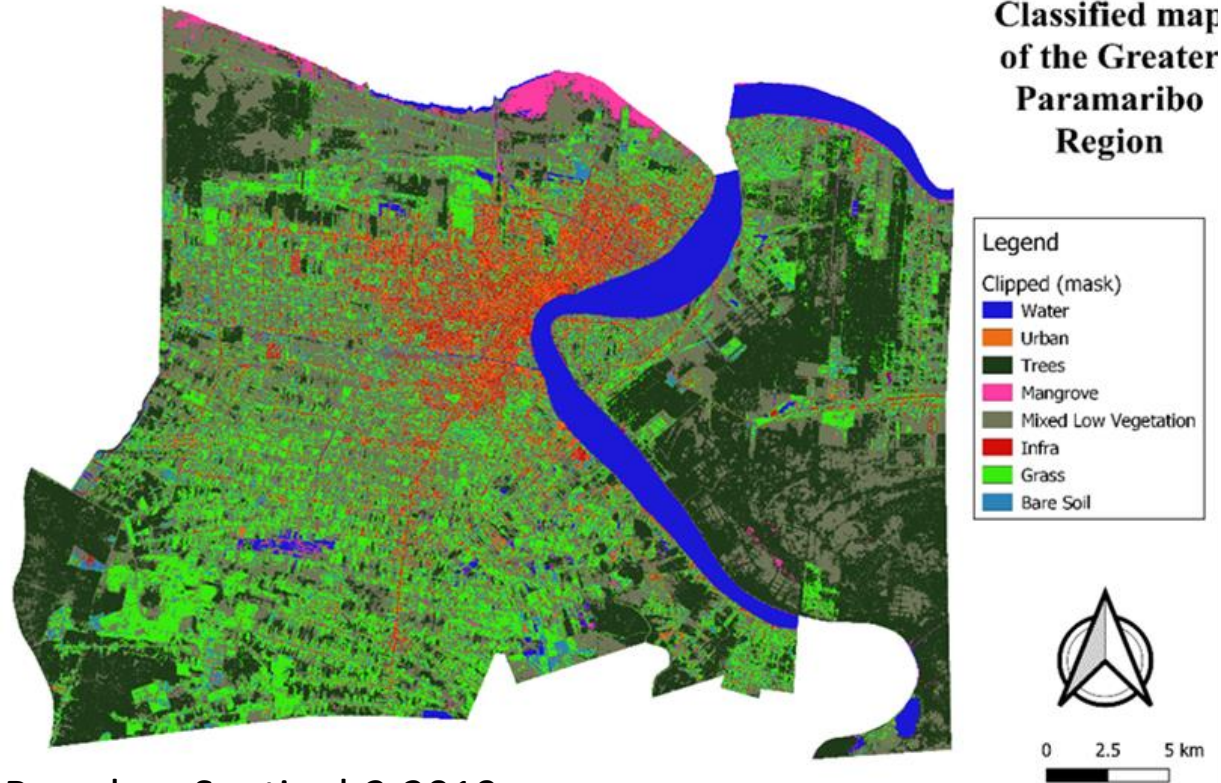 Classified map
of the Greater
Paramaribo
Region
Legend
Clipped (mask)
Water
Urban
Trees
Mangrove
Mixed Low Vegetation
Infra
Grass
Bare Soil
0 2.5 5 km